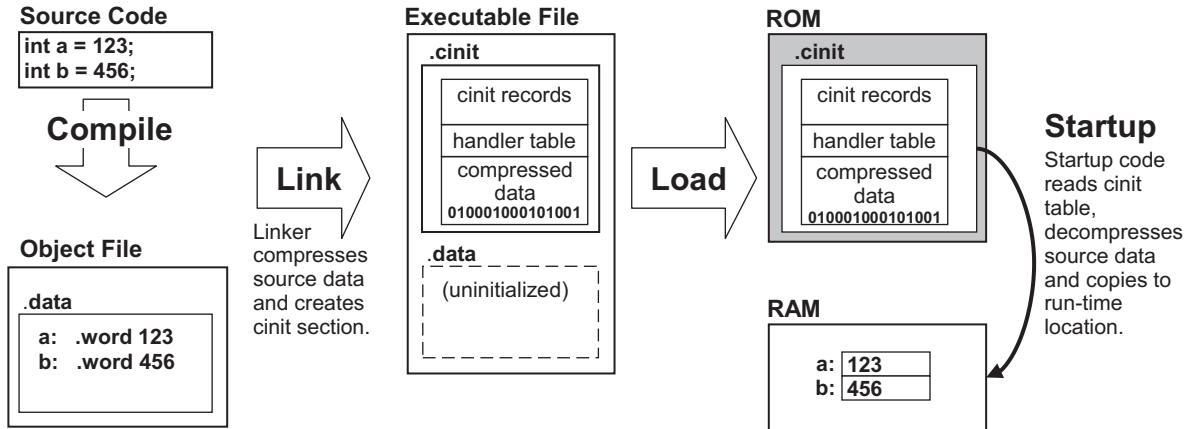 Source Code
int a = 123;
int b = 456;
Compile
Object File
.data
a: .word 123
b: .word 456
Link
Linker
compresses
source data
and creates
cinit section.
Executable File
.cinit
cinit records
handler table
compressed
data
010001000101001
.data
(uninitialized)
Load
ROM
.cinit
cinit records
handler table
compressed
data
010001000101001
Startup
Startup code
reads cinit
table,
decompresses
source data
and copies to
run-time
location.
RAM
a: 123
b: 456